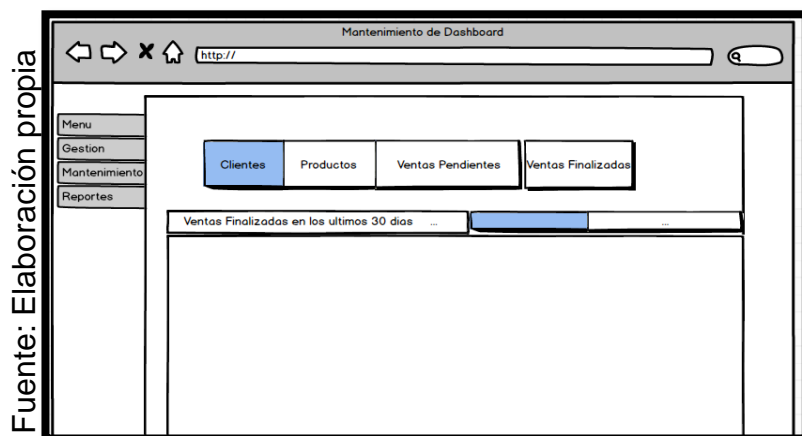 Mantenimiento de Dashboard
http://
Menu
Gestion
Mantenimiento
Reportes
Clientes
Productos
Ventas Pendientes
Ventas Finalizadas
Ventas Finalizadas en los ultimos 30 dias ...
...
Fuente: Elaboración propia